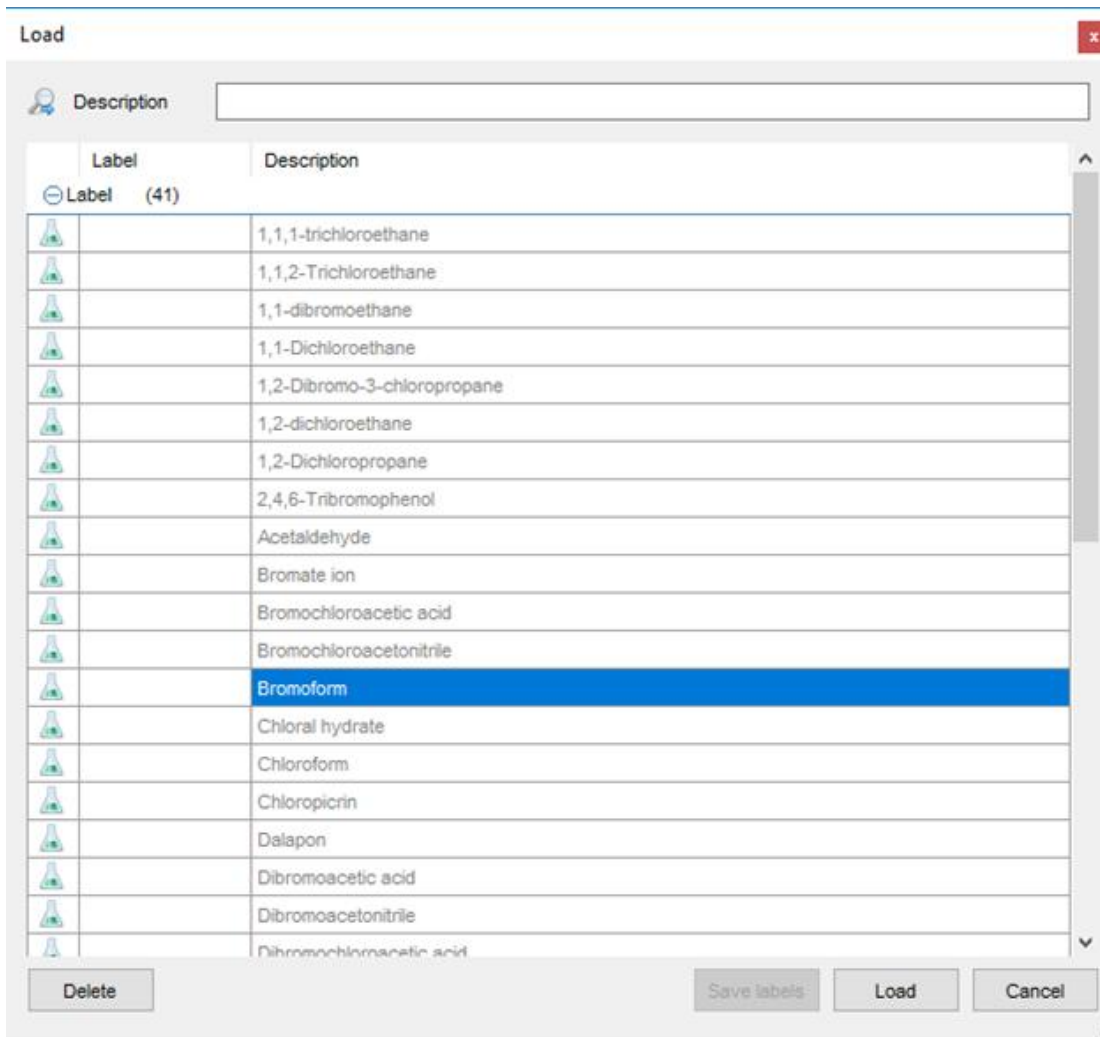 Load
x
Description
Label Description
Label (41)
1,1,1-trichloroethane
1,1,2-Trichloroethane
1,1-dibromoethane
1,1-Dichloroethane
1,2-Dibromo-3-chloropropane
1,2-dichloroethane
1,2-Dichloropropane
2,4,6-Tribromophenol
Acetaldehyde
Bromate ion
Bromochloroacetic acid
Bromochloroacetonitrile
Bromoform
Chloral hydrate
Chloroform
Chloropicrin
Dalapon
Dibromoacetic acid
Dibromoacetonitrile
Dibromochloroacetic acid
Delete Save labels Load Cancel